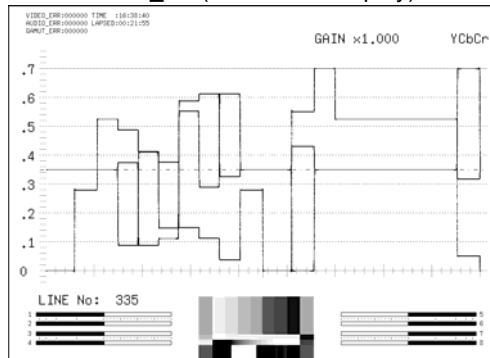 VIDEO_ERR:000000 TIME :16:38:40
AUDIO_ERR:000000 LAPSED:00:21:55
GAMUT_ERR:000000
GAIN ×1.000 YCbCr
.7
.6
.5
.4
.3
.2
.1
0
LINE No: 335
1 5
2 6
3 7
4 8